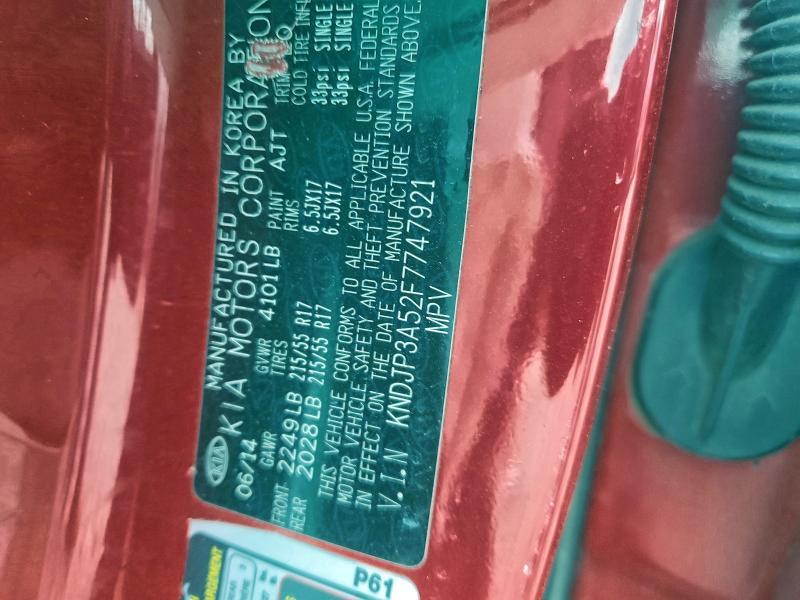 MANUFACTURED IN KOREA BY
KIA KIA MOTORS CORPORATION
06/14 GVWR 4101LB PAINT AJT TRIM
GAWR TIRES RIMS COLD TIRE INFL
FRONT 2249LB 215/55 R17 6.5JX17 33psi SINGLE
REAR 2028LB 215/55 R17 6.5JX17 33psi SINGLE
THIS VEHICLE CONFORMS TO ALL APPLICABLE U.S.A. FEDERAL
MOTOR VEHICLE SAFETY AND THEFT PREVENTION STANDARDS
IN EFFECT ON THE DATE OF MANUFACTURE SHOWN ABOVE.
V.I.N KNDJP3A52F7747921
MPV
P61